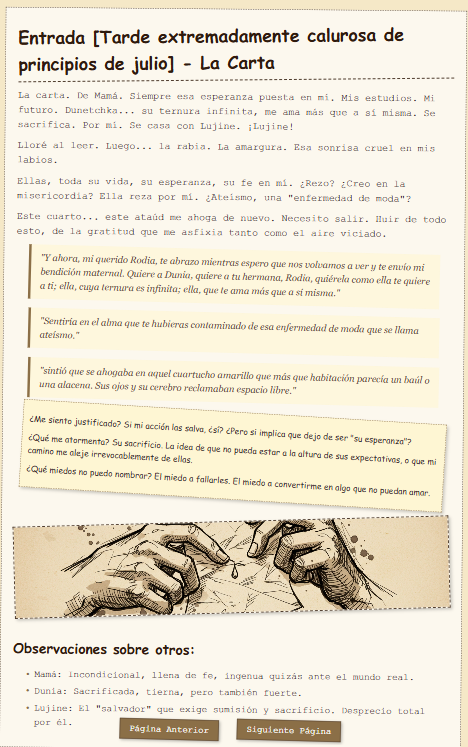 Entrada [Tarde extremadamente calurosa de
principios de julio] - La Carta
La carta. De Mamá. Siempre esa esperanza puesta en mí. Mis estudios. Mi
futuro. Dunetchka... su ternura infinita, me ama más que a sí misma. Se
sacrifica. Por mí. Se casa con Lujine. ¡Lujine!
Lloré al leer. Luego... la rabia. La amargura. Esa sonrisa cruel en mis
labios.
Ellas, toda su vida, su esperanza, su fe en mí. ¿Rezo? ¿Creo en la
misericordia? Ella reza por mí. ¿Ateísmo, una "enfermedad de moda"?
Este cuarto... este ataúd me ahoga de nuevo. Necesito salir. Huir de todo
esto, de la gratitud que me asfixia tanto como el aire viciado.
"Y ahora, mi querido Rodia, te abrazo mientras espero que nos volvamos a ver y te envío mi
bendición maternal. Quiere a Dunia, quiere a tu hermana, Rodia, quiérela como ella te quiere
a ti; ella, cuya ternura es infinita; ella, que te ama más que a sí misma."
"Sentiría en el alma que te hubieras contaminado de esa enfermedad de moda que se llama
ateísmo."
"sintió que se ahogaba en aquel cuartucho amarillo que más que habitación parecía un baúl o
una alacena. Sus ojos y su cerebro reclamaban espacio libre."
¿Me siento justificado? Si mi acción las salva, ¿sí? ¿Pero si implica que dejo de ser "su esperanza"?
¿Qué me atormenta? Su sacrificio. La idea de que no pueda estar a la altura de sus expectativas, o que mi
camino me aleje irrevocablemente de ellas.
¿Qué miedos no puedo nombrar? El miedo a fallarles. El miedo a convertirme en algo que no puedan amar.
Observaciones sobre otros:
• Mamá: Incondicional, llena de fe, ingenua quizás ante el mundo real.
• Dunia: Sacrificada, tierna, pero también fuerte.
• Lujine: El "salvador" que exige sumisión y sacrificio. Desprecio total
por él.
Página Anterior
Siguiente Página